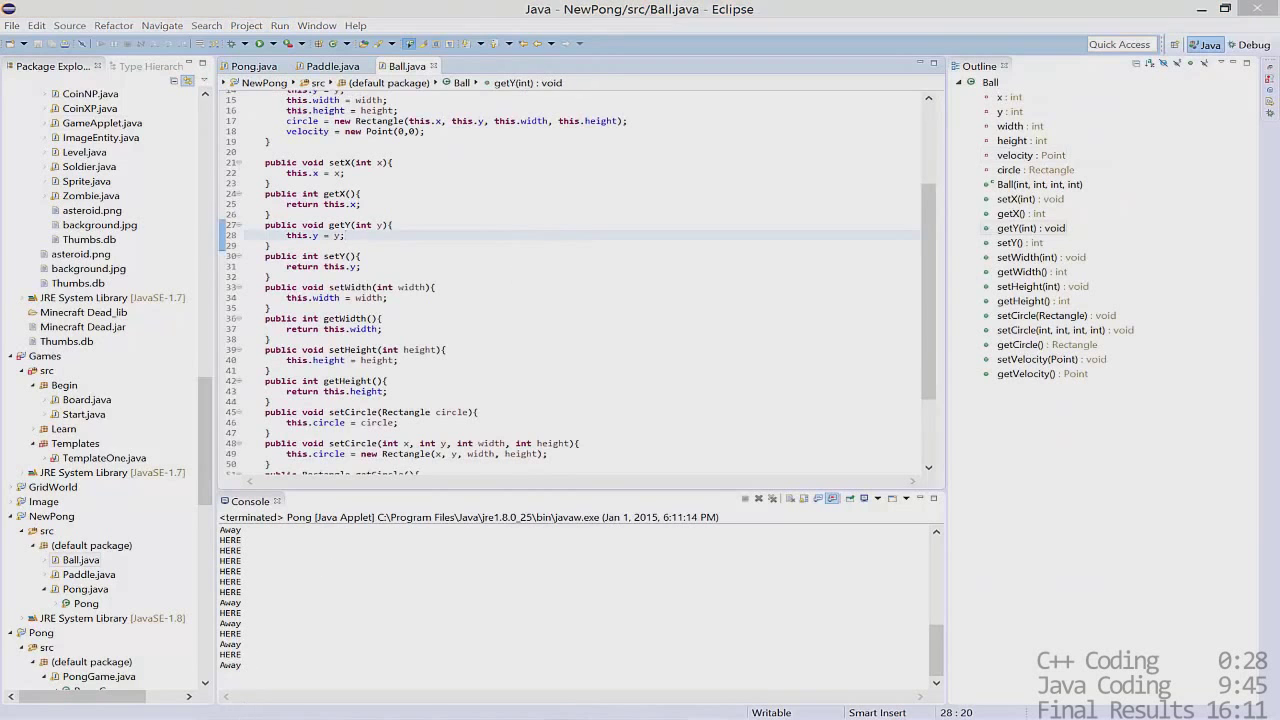 Java - NewPong/src/Ball.java - Eclipse
File Edit Source Refactor Navigate Search Project Run Window Help
Quick Access Java Debug
Package Explo... Type Hierarch
CoinNP.java
CoinXP.java
GameApplet.java
ImageEntity.java
Level.java
Soldier.java
Sprite.java
Zombie.java
asteroid.png
background.jpg
Thumbs.db
asteroid.png
background.jpg
Thumbs.db
JRE System Library [JavaSE-1.7]
Minecraft Dead_lib
Minecraft Dead.jar
Thumbs.db
Games
src
Begin
Board.java
Start.java
Learn
Templates
TemplateOne.java
JRE System Library [JavaSE-1.7]
GridWorld
Image
NewPong
src
(default package)
Ball.java
Paddle.java
Pong.java
Pong
JRE System Library [JavaSE-1.8]
Pong
src
(default package)
PongGame.java
Pong.java Paddle.java Ball.java
NewPong src (default package) Ball getY(int) : void
14 this.y = y;
15 this.width = width;
16 this.height = height;
17 circle = new Rectangle(this.x, this.y, this.width, this.height);
18 velocity = new Point(0,0);
19 }
20
21 public void setX(int x){
22 this.x = x;
23 }
24 public int getX(){
25 return this.x;
26 }
27 public void getY(int y){
28 this.y = y;
29 }
30 public int setY(){
31 return this.y;
32 }
33 public void setWidth(int width){
34 this.width = width;
35 }
36 public int getWidth(){
37 return this.width;
38 }
39 public void setHeight(int height){
40 this.height = height;
41 }
42 public int getHeight(){
43 return this.height;
44 }
45 public void setCircle(Rectangle circle){
46 this.circle = circle;
47 }
48 public void setCircle(int x, int y, int width, int height){
49 this.circle = new Rectangle(x, y, width, height);
50 }
public Rectangle getCircle(){
Console
<terminated> Pong [Java Applet] C:\Program Files\Java\jre1.8.0_25\bin\javaw.exe (Jan 1, 2015, 6:11:14 PM)
Away
HERE
HERE
HERE
HERE
HERE
HERE
Away
HERE
Away
HERE
Away
HERE
Away
Outline
Ball
x : int
y : int
width : int
height : int
velocity : Point
circle : Rectangle
Ball(int, int, int, int)
setX(int) : void
getX() : int
getY(int) : void
setY() : int
setWidth(int) : void
getWidth() : int
setHeight(int) : void
getHeight() : int
setCircle(Rectangle) : void
setCircle(int, int, int, int) : void
getCircle() : Rectangle
setVelocity(Point) : void
getVelocity() : Point
C++ Coding 0:28
Java Coding 9:45
Final Results 16:11
Writable Smart Insert 28 : 20